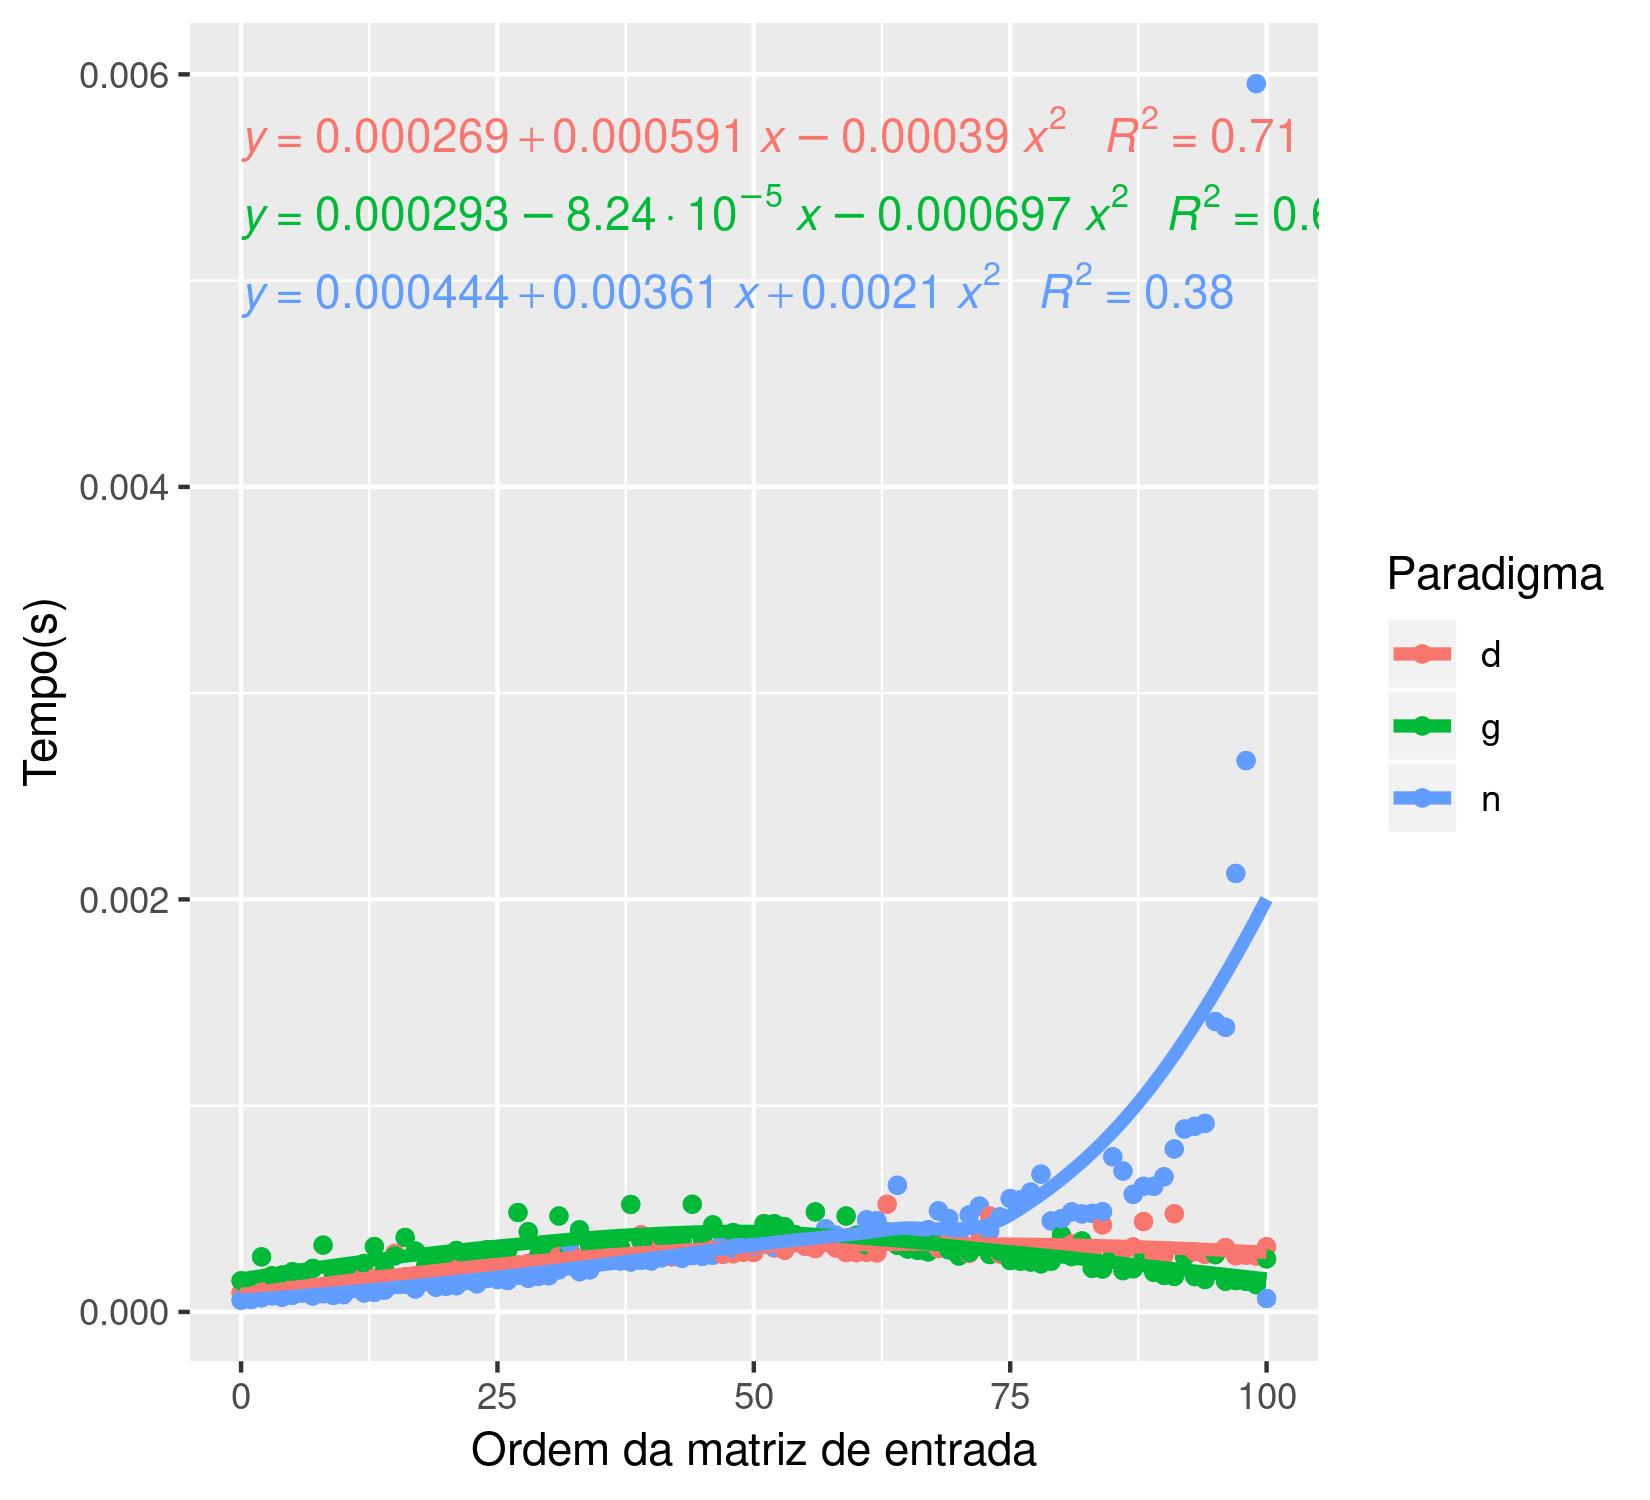 0.006
y = 0.000269 + 0.000591 x − 0.00039 x² R² = 0.71
y = 0.000293 − 8.24 · 10⁻⁵ x − 0.000697 x² R² = 0.6
y = 0.000444 + 0.00361 x + 0.0021 x² R² = 0.38
0.004
0.002
0.000
Tempo(s)
0 25 50 75 100
Ordem da matriz de entrada
Paradigma
d
g
n